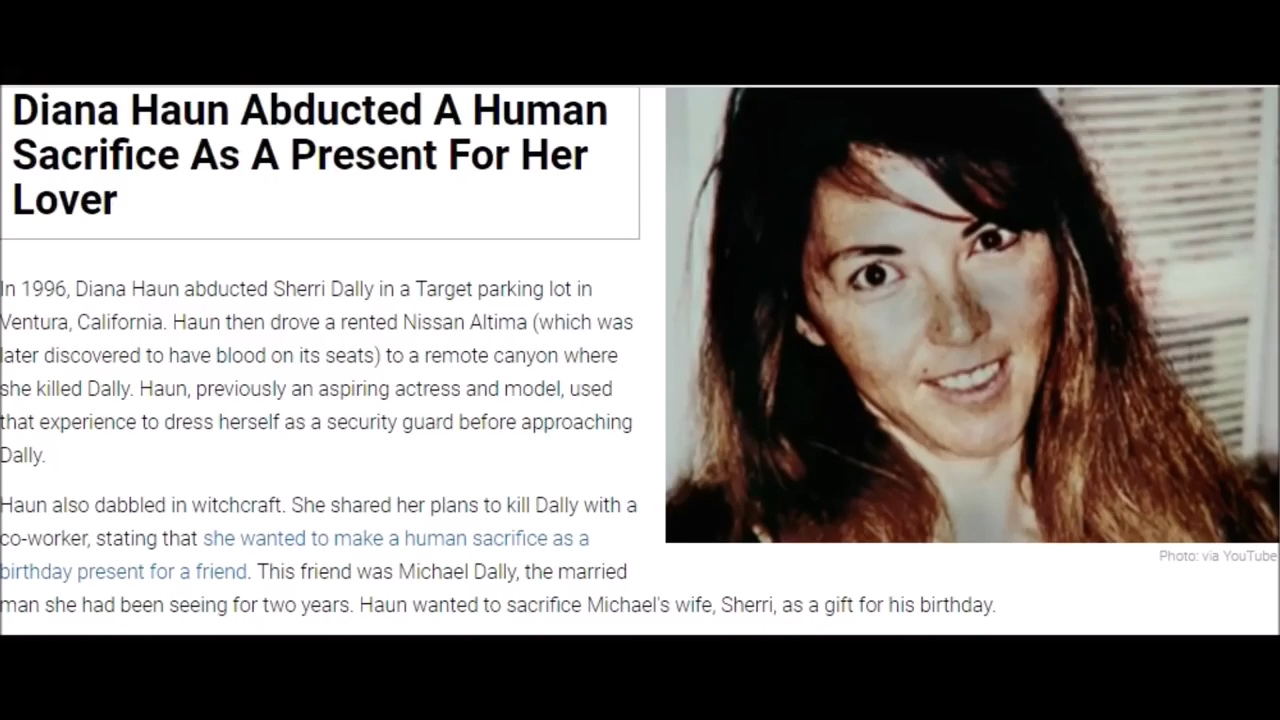 Diana Haun Abducted A Human
Sacrifice As A Present For Her
Lover
In 1996, Diana Haun abducted Sherri Dally in a Target parking lot in
Ventura, California. Haun then drove a rented Nissan Altima (which was
later discovered to have blood on its seats) to a remote canyon where
she killed Dally. Haun, previously an aspiring actress and model, used
that experience to dress herself as a security guard before approaching
Dally.
Haun also dabbled in witchcraft. She shared her plans to kill Dally with a
co-worker, stating that she wanted to make a human sacrifice as a
birthday present for a friend. This friend was Michael Dally, the married
man she had been seeing for two years. Haun wanted to sacrifice Michael's wife, Sherri, as a gift for his birthday.
Photo: via YouTube